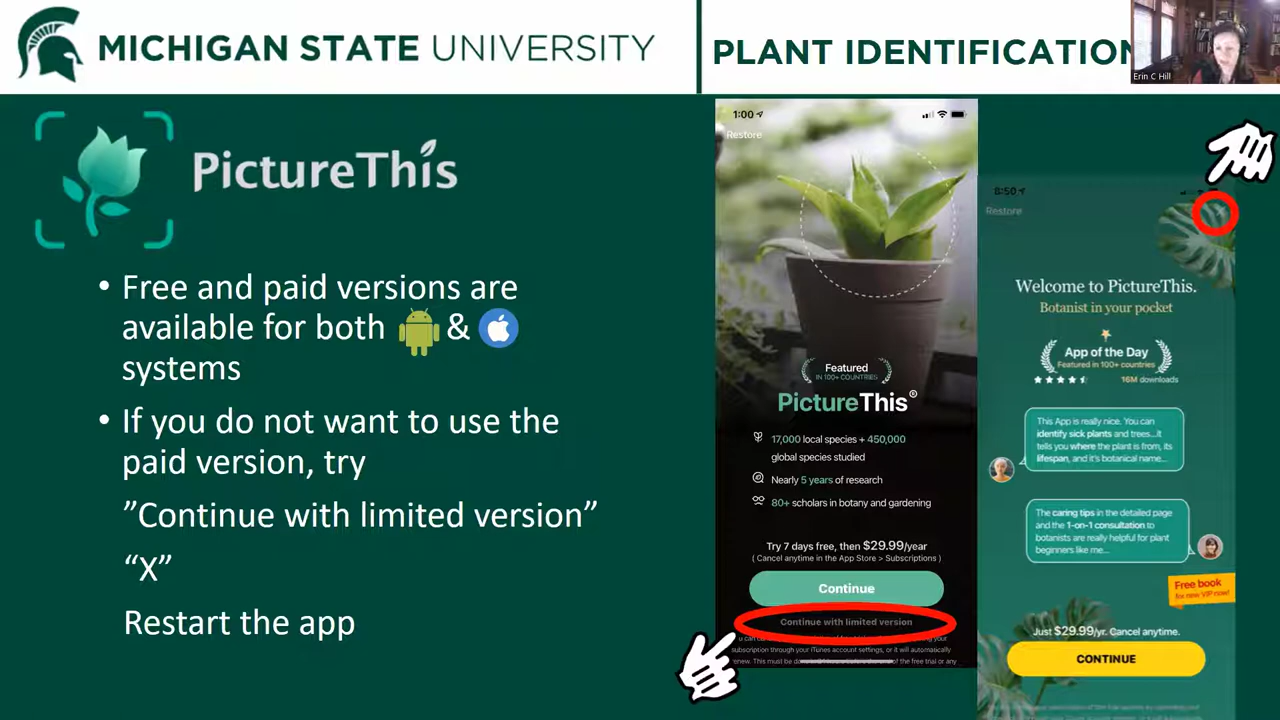 MICHIGAN STATE UNIVERSITY
PLANT IDENTIFICATION
Erin C Hill
PictureThis
• Free and paid versions are
available for both & 
systems
• If you do not want to use the
paid version, try
”Continue with limited version”
“X”
Restart the app
1:00
Restore
Featured
IN 100+ COUNTRIES
PictureThis®
17,000 local species + 450,000
global species studied
Nearly 5 years of research
80+ scholars in botany and gardening
Try 7 days free, then $29.99/year
( Cancel anytime in the App Store > Subscriptions )
Continue
Continue with limited version
subscription through your iTunes account settings, or it will automatically
renew. This must be before the of the free trial or any
8:50
Restore
Welcome to PictureThis.
Botanist in your pocket
App of the Day
Featured in 100+ countries
16M downloads
This App is really nice. You can
identify sick plants and trees...it
tells you where the plant is from, its
lifespan, and it's botanical name...
The caring tips in the detailed page
and the 1-on-1 consultation to
botanists are really helpful for plant
beginners like me...
Free book
for new VIP now!
Just $29.99/yr. Cancel anytime.
CONTINUE